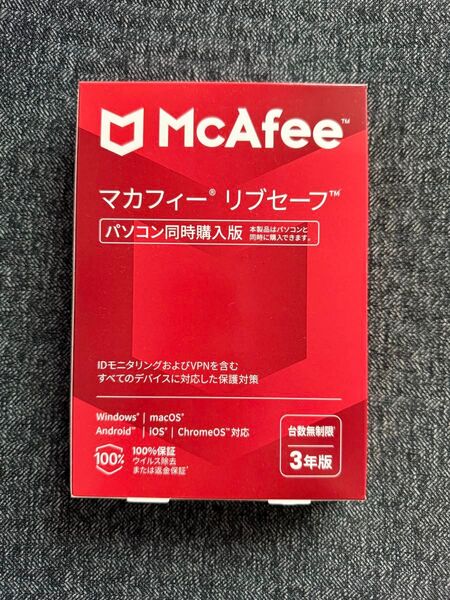 McAfee™
マカフィー® リブセーフ™
パソコン同時購入版
本製品はパソコンと
同時に購入できます。
IDモニタリングおよびVPNを含む
すべてのデバイスに対応した保護対策
Windows® | macOS®
Android™ | iOS® | ChromeOS™ 対応
100%
100%保証
ウイルス除去
または返金保証
台数無制限
3年版